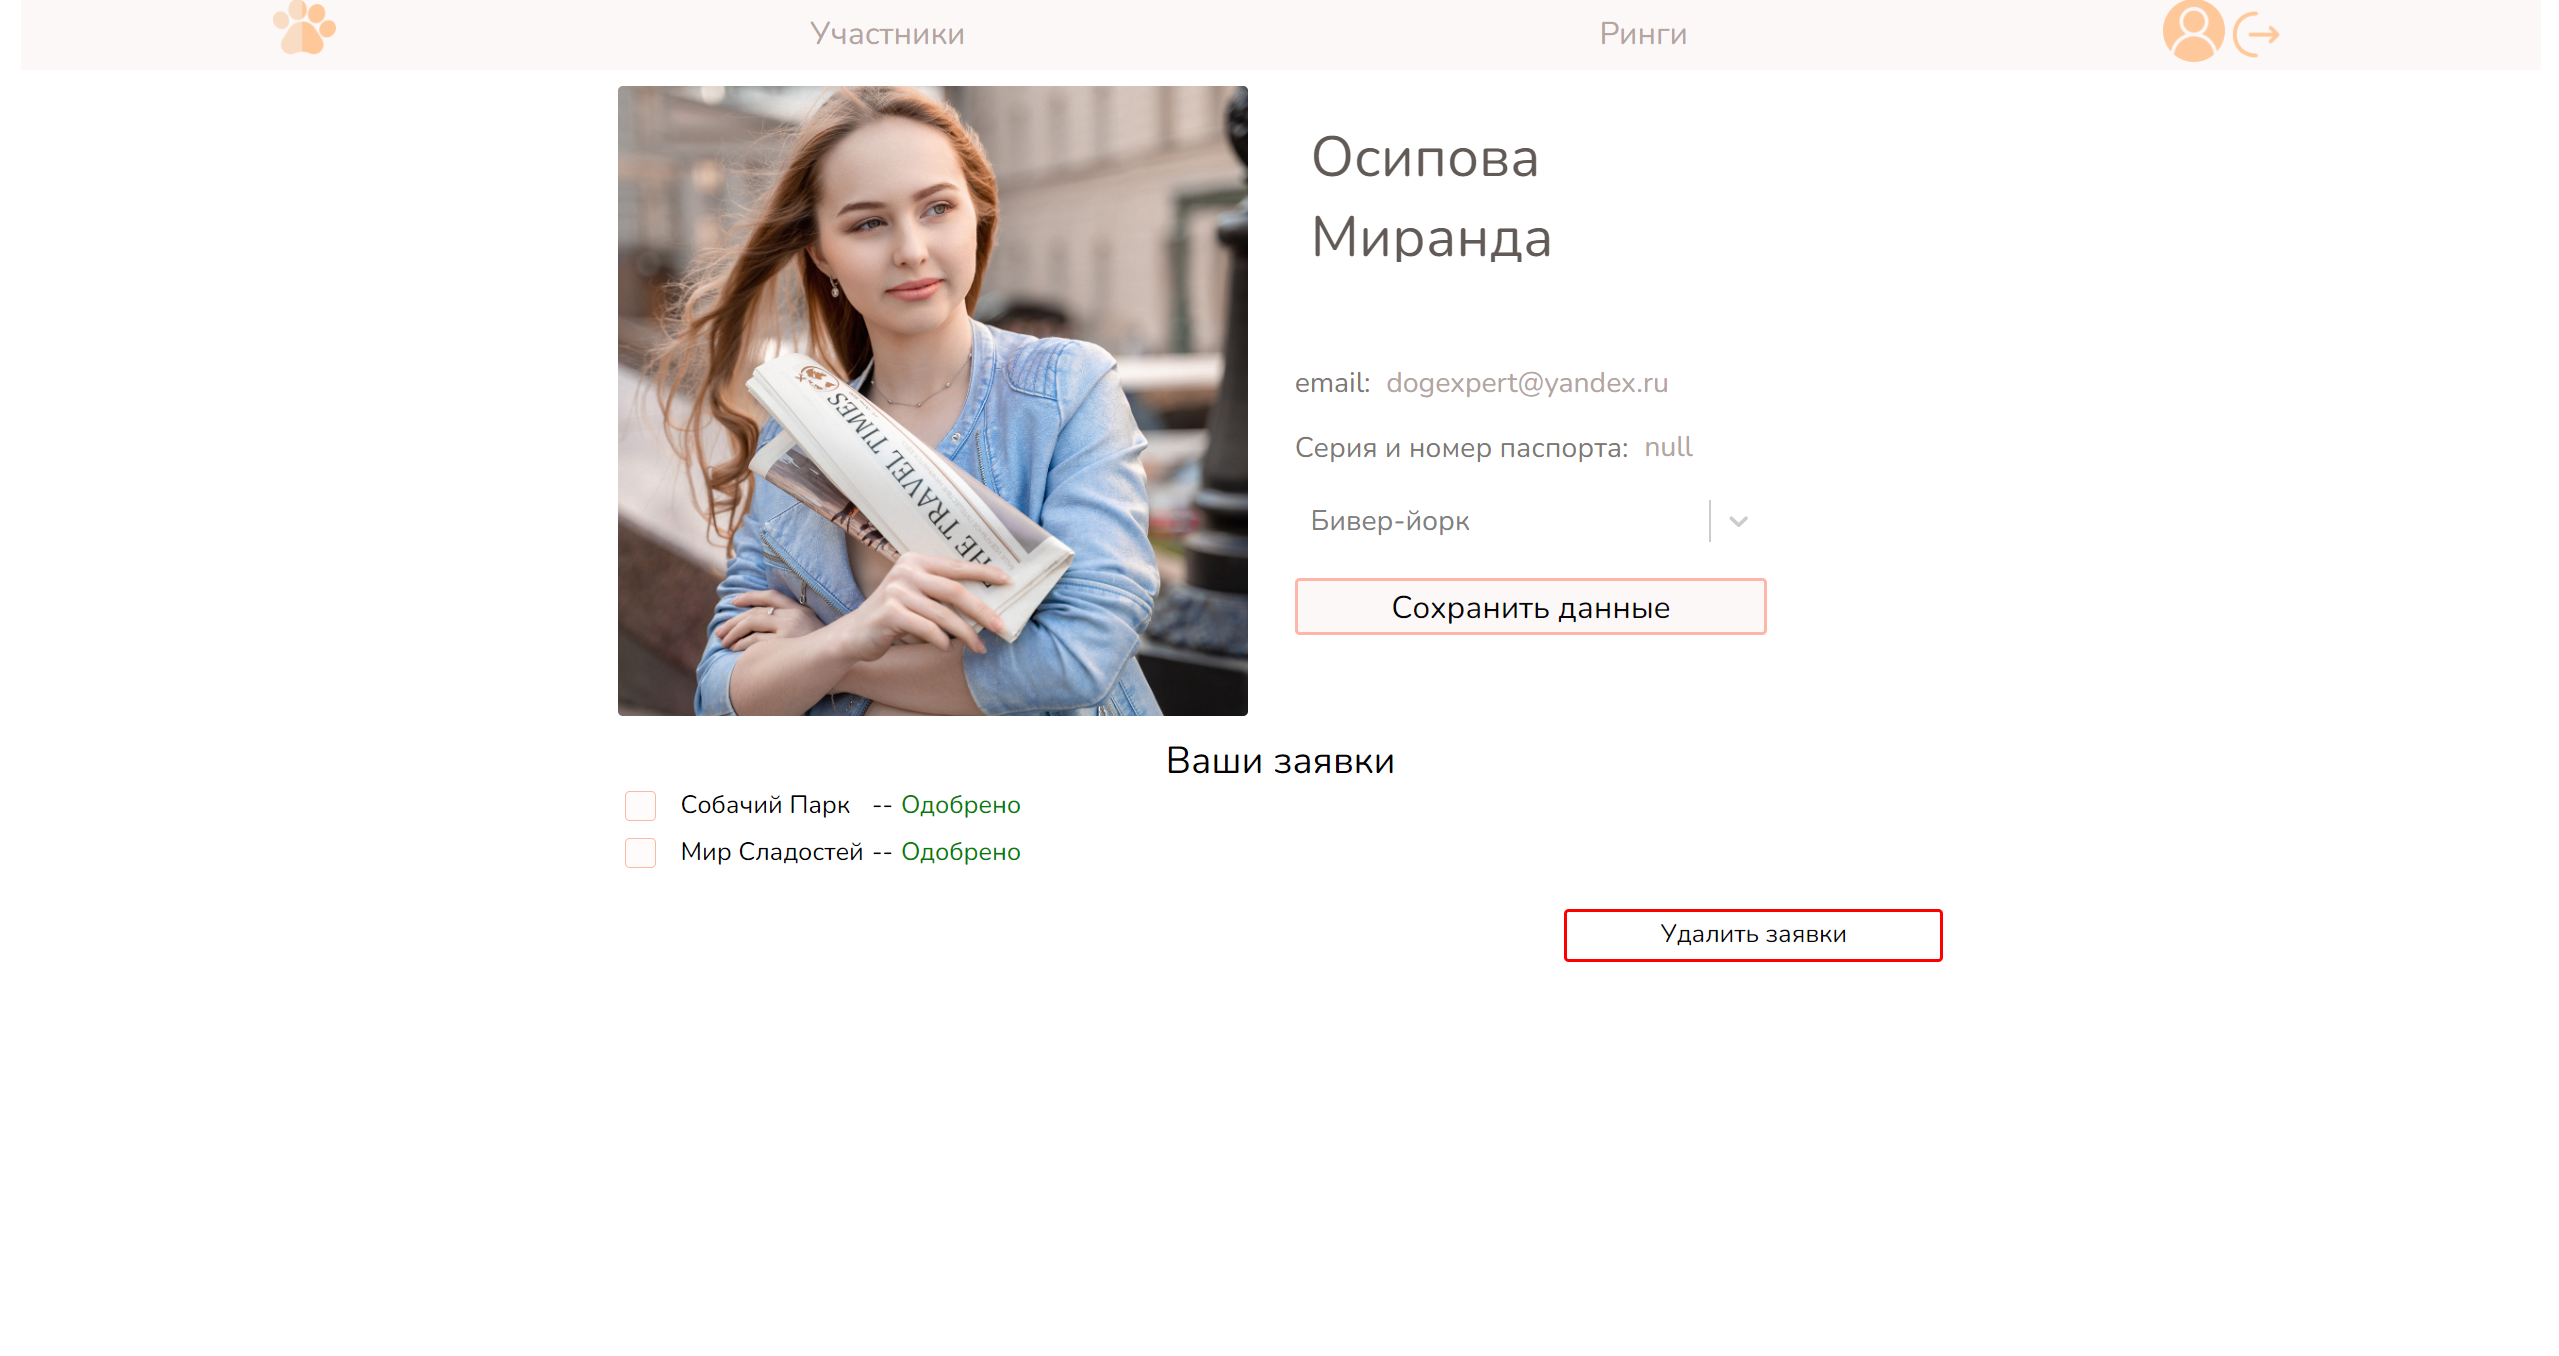 Участники
Ринги
Осипова
Миранда
email: dogexpert@yandex.ru
Серия и номер паспорта: null
Бивер-йорк
Сохранить данные
THE TRAVEL TIMES
Ваши заявки
Собачий Парк -- Одобрено
Мир Сладостей -- Одобрено
Удалить заявки